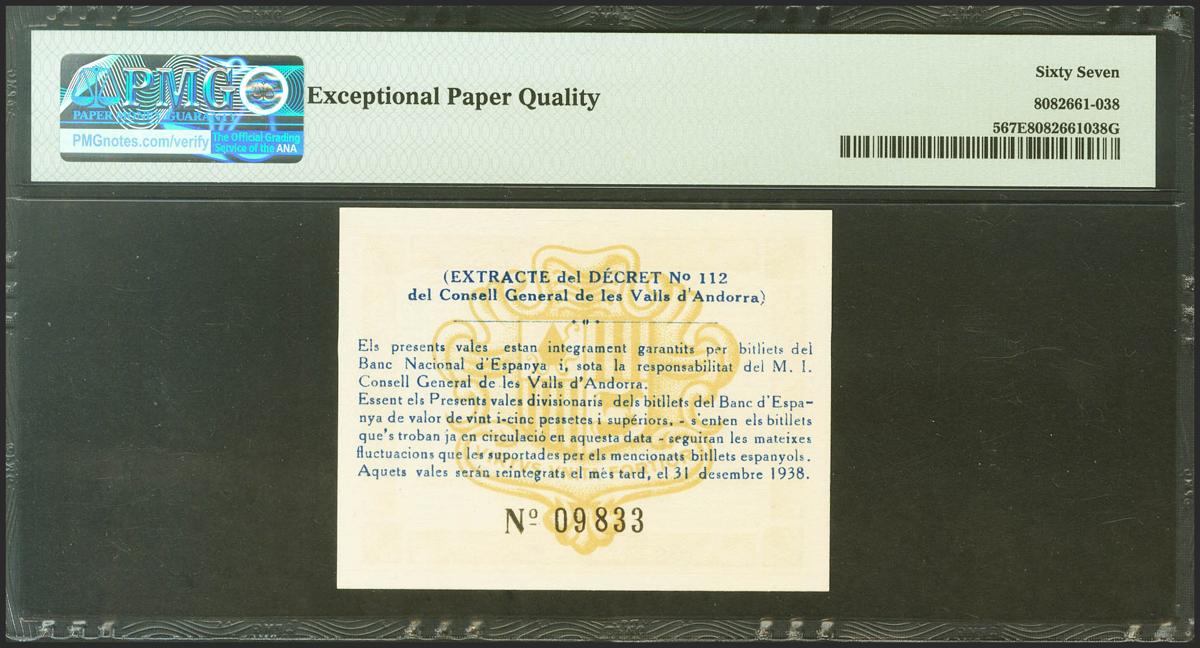 PMG
PAPER MONEY GUARANTY
PMGnotes.com/verify
The Official Grading
Service of the ANA
Exceptional Paper Quality
Sixty Seven
8082661-038
567E8082661038G
(EXTRACTE del DÉCRET Nº 112
del Consell General de les Valls d'Andorra)
Els presents vales estan integrament garantits per bitllets del
Banc Nacional d'Espanya i, sota la responsabilitat del M. I.
Consell General de les Valls d'Andorra.
Essent els Presents vales divisionaris dels bitllets del Banc d'Espa-
nya de valor de vint i-cinc pessetes i supériors, - s'enten els bitllets
que's troban ja en circulació en aquesta data - seguiran les mateixes
fluctuacions que les suportades per els mencionats bitllets espanyols.
Aquets vales seràn reintegrats el més tard, el 31 desembre 1938.
Nº 09833